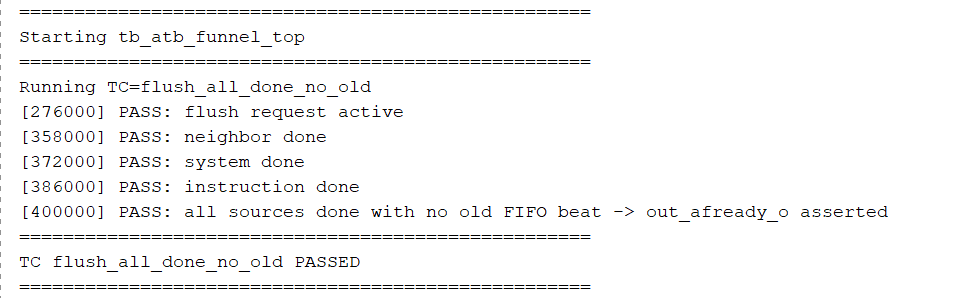 ====================================================
Starting tb_atb_funnel_top
====================================================
Running TC=flush_all_done_no_old
[276000] PASS: flush request active
[358000] PASS: neighbor done
[372000] PASS: system done
[386000] PASS: instruction done
[400000] PASS: all sources done with no old FIFO beat -> out_afready_o asserted
====================================================
TC flush_all_done_no_old PASSED
====================================================